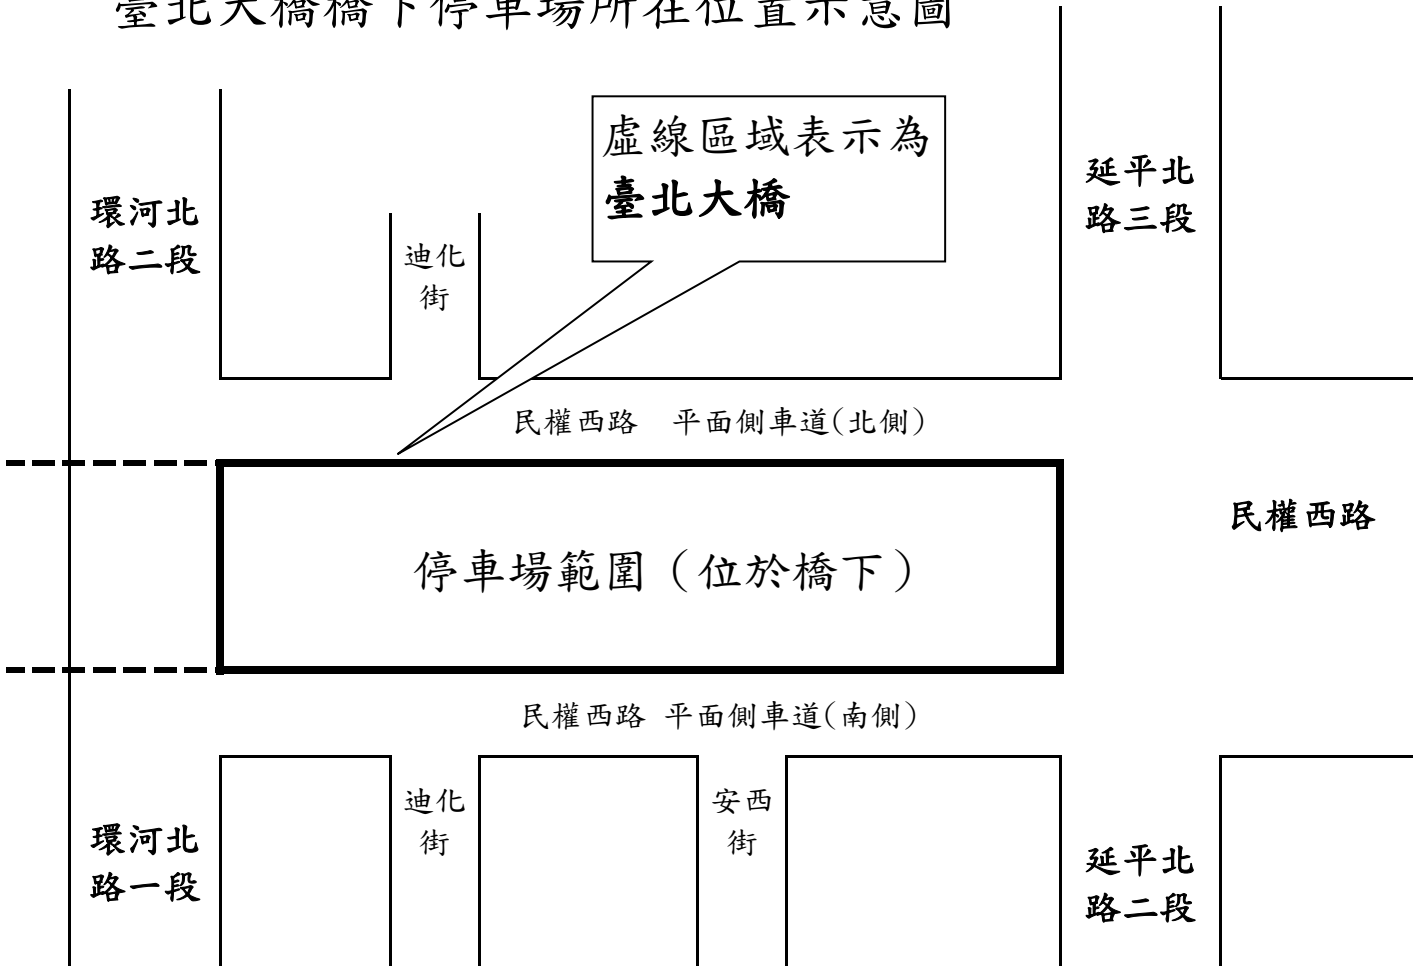 臺北大橋橋下停車場所在位置示意圖
虛線區域表示為
臺北大橋
延平北
路三段
環河北
路二段
迪化
街
民權西路 平面側車道(北側)
民權西路
停車場範圍（位於橋下）
民權西路 平面側車道(南側)
迪化
街
安西
街
環河北
路一段
延平北
路二段